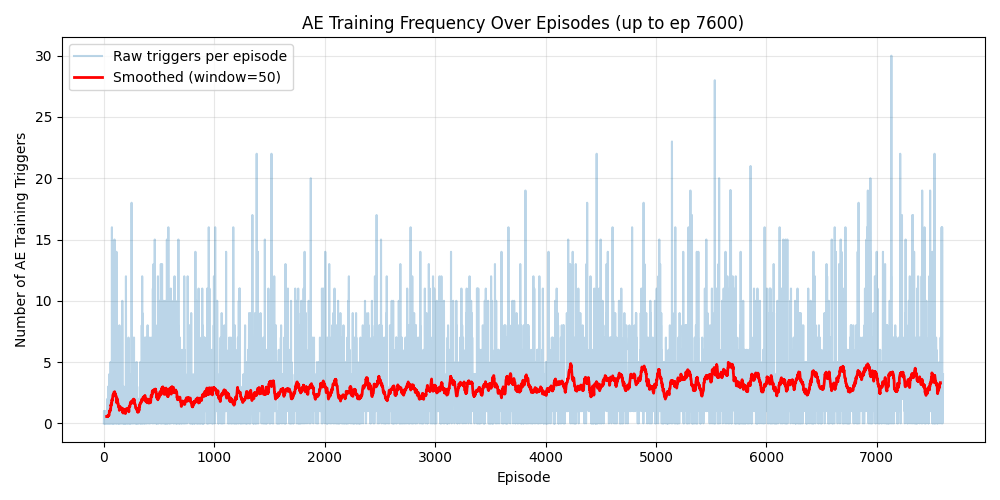 AE Training Frequency Over Episodes (up to ep 7600)
Raw triggers per episode
Smoothed (window=50)
Number of AE Training Triggers
30
25
20
15
10
5
0
0 1000 2000 3000 4000 5000 6000 7000
Episode